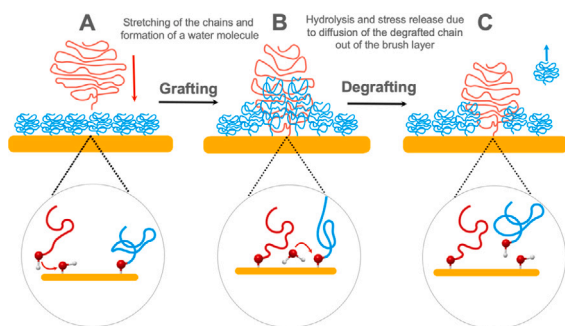 A
Stretching of the chains and
formation of a water molecule
B
Hydrolysis and stress release due
to diffusion of the degrafted chain
out of the brush layer
C
Grafting
Degrafting